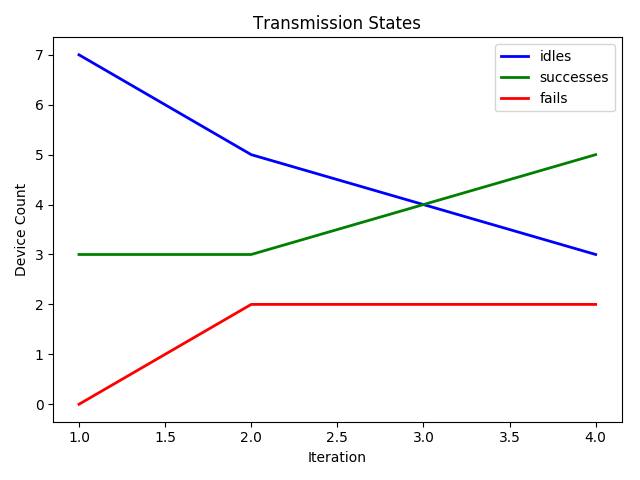 Transmission States
idles
successes
fails
Device Count
7
6
5
4
3
2
1
0
1.0 1.5 2.0 2.5 3.0 3.5 4.0
Iteration